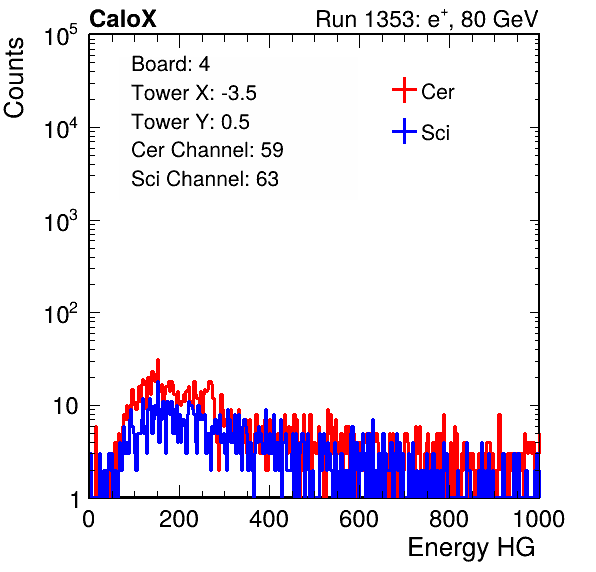 CaloX Run 1353: e⁺, 80 GeV
Counts
Board: 4
Tower X: -3.5
Tower Y: 0.5
Cer Channel: 59
Sci Channel: 63
Cer
Sci
10⁵
10⁴
10³
10²
10
1
0 200 400 600 800 1000
Energy HG